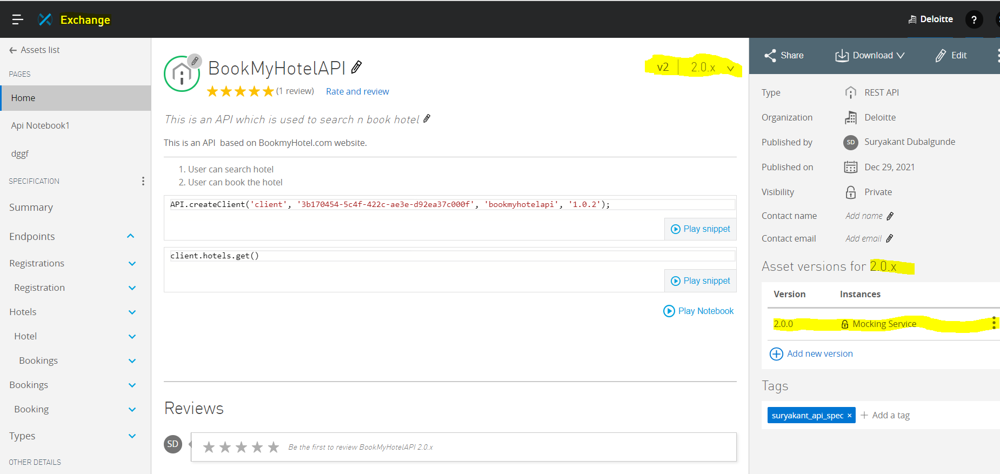 Exchange
Deloitte
?
Assets list
PAGES
Home
Api Notebook1
dggf
SPECIFICATION
Summary
Endpoints
Registrations
Registration
Hotels
Hotel
Bookings
Bookings
Booking
Types
OTHER DETAILS
BookMyHotelAPI
v2 2.0.x
(1 review) Rate and review
This is an API which is used to search n book hotel
This is an API based on BookmyHotel.com website.
1. User can search hotel
2. User can book the hotel
API.createClient('client', '3b170454-5c4f-422c-ae3e-d92ea37c000f', 'bookmyhotelapi', '1.0.2');
Play snippet
client.hotels.get()
Play snippet
Play Notebook
Reviews
SD
Be the first to review BookMyHotelAPI 2.0.x
Share Download Edit
Type REST API
Organization Deloitte
Published by SD Suryakant Dubalgunde
Published on Dec 29, 2021
Visibility Private
Contact name Add name
Contact email Add email
Asset versions for 2.0.x
Version Instances
2.0.0 Mocking Service
Add new version
Tags
suryakant_api_spec × + Add a tag